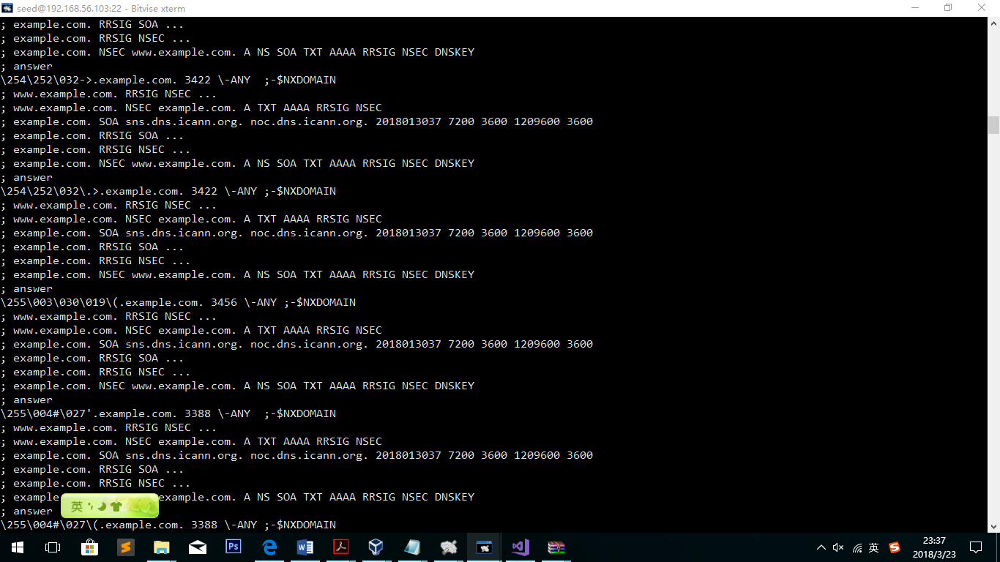 seed@192.168.56.103:22 - Bitvise xterm
; example.com. RRSIG SOA ...
; example.com. RRSIG NSEC ...
; example.com. NSEC www.example.com. A NS SOA TXT AAAA RRSIG NSEC DNSKEY
; answer
\254\252\032->.example.com. 3422 \-ANY  ;-$NXDOMAIN
; www.example.com. RRSIG NSEC ...
; www.example.com. NSEC example.com. A TXT AAAA RRSIG NSEC
; example.com. SOA sns.dns.icann.org. noc.dns.icann.org. 2018013037 7200 3600 1209600 3600
; example.com. RRSIG SOA ...
; example.com. RRSIG NSEC ...
; example.com. NSEC www.example.com. A NS SOA TXT AAAA RRSIG NSEC DNSKEY
; answer
\254\252\032\.>.example.com. 3422 \-ANY ;-$NXDOMAIN
; www.example.com. RRSIG NSEC ...
; www.example.com. NSEC example.com. A TXT AAAA RRSIG NSEC
; example.com. SOA sns.dns.icann.org. noc.dns.icann.org. 2018013037 7200 3600 1209600 3600
; example.com. RRSIG SOA ...
; example.com. RRSIG NSEC ...
; example.com. NSEC www.example.com. A NS SOA TXT AAAA RRSIG NSEC DNSKEY
; answer
\255\003\030\019\(.example.com. 3456 \-ANY ;-$NXDOMAIN
; www.example.com. RRSIG NSEC ...
; www.example.com. NSEC example.com. A TXT AAAA RRSIG NSEC
; example.com. SOA sns.dns.icann.org. noc.dns.icann.org. 2018013037 7200 3600 1209600 3600
; example.com. RRSIG SOA ...
; example.com. RRSIG NSEC ...
; example.com. NSEC www.example.com. A NS SOA TXT AAAA RRSIG NSEC DNSKEY
; answer
\255\004#\027'.example.com. 3388 \-ANY  ;-$NXDOMAIN
; www.example.com. RRSIG NSEC ...
; www.example.com. NSEC example.com. A TXT AAAA RRSIG NSEC
; example.com. SOA sns.dns.icann.org. noc.dns.icann.org. 2018013037 7200 3600 1209600 3600
; example.com. RRSIG SOA ...
; example.com. RRSIG NSEC ...
; example. example.com. A NS SOA TXT AAAA RRSIG NSEC DNSKEY
; answer 英
\255\004#\027\(.example.com. 3388 \-ANY ;-$NXDOMAIN
Ps
英
23:37
2018/3/23